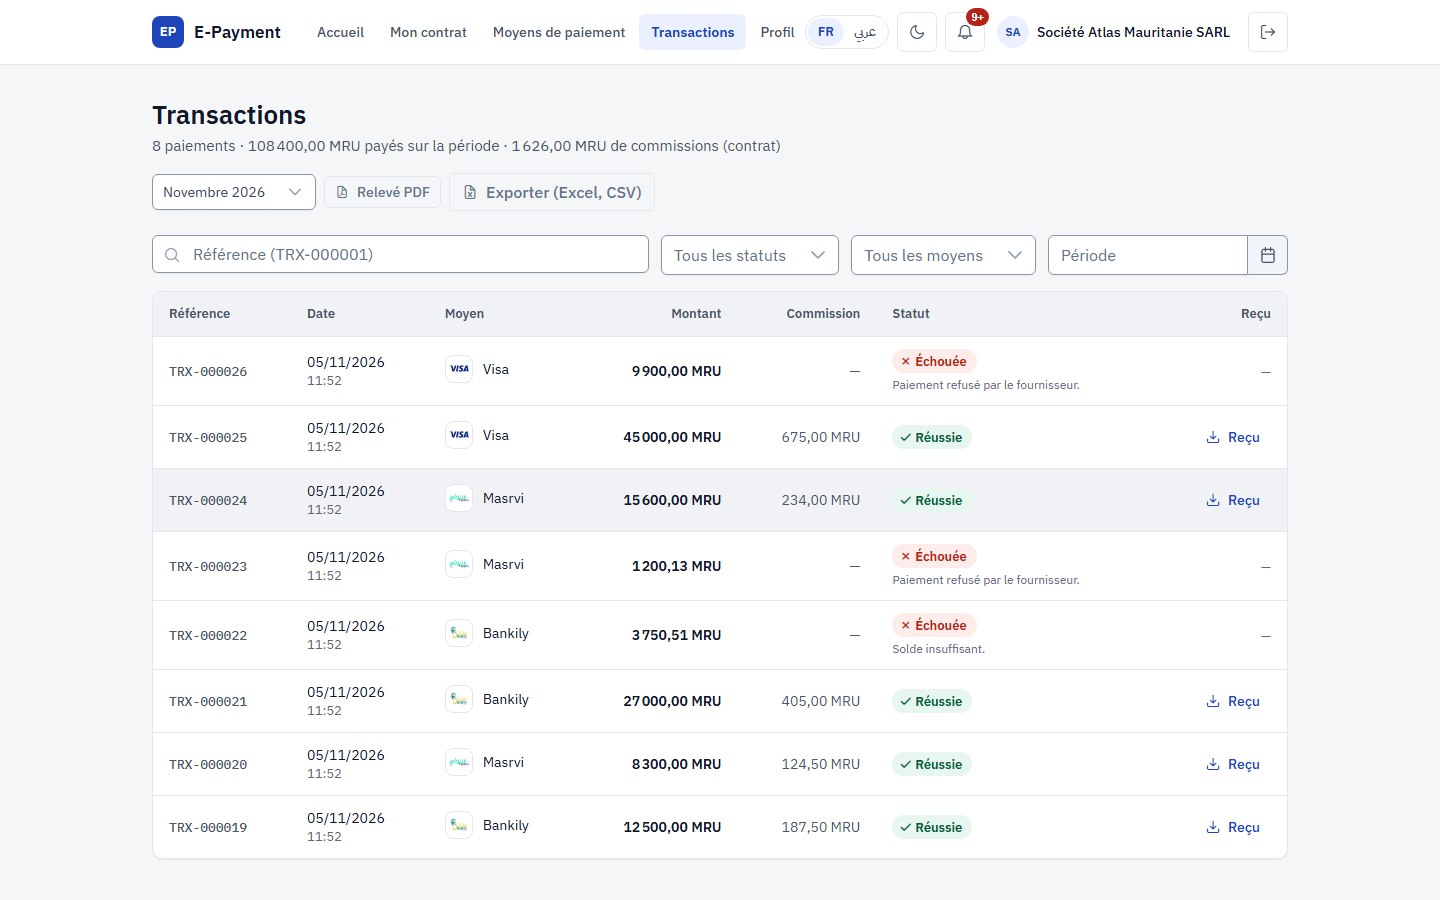 EP E-Payment Accueil Mon contrat Moyens de paiement Transactions Profil FR عربي 9+ SA Société Atlas Mauritanie SARL
Transactions
8 paiements · 108 400,00 MRU payés sur la période · 1 626,00 MRU de commissions (contrat)
Novembre 2026 Relevé PDF Exporter (Excel, CSV)
Référence (TRX-000001) Tous les statuts Tous les moyens Période
Référence Date Moyen Montant Commission Statut Reçu
TRX-000026 05/11/2026 11:52 VISA Visa 9 900,00 MRU — Échouée —
Paiement refusé par le fournisseur.
TRX-000025 05/11/2026 11:52 VISA Visa 45 000,00 MRU 675,00 MRU Réussie Reçu
TRX-000024 05/11/2026 11:52 Masrvi 15 600,00 MRU 234,00 MRU Réussie Reçu
TRX-000023 05/11/2026 11:52 Masrvi 1 200,13 MRU — Échouée —
Paiement refusé par le fournisseur.
TRX-000022 05/11/2026 11:52 Bankily 3 750,51 MRU — Échouée —
Solde insuffisant.
TRX-000021 05/11/2026 11:52 Bankily 27 000,00 MRU 405,00 MRU Réussie Reçu
TRX-000020 05/11/2026 11:52 Masrvi 8 300,00 MRU 124,50 MRU Réussie Reçu
TRX-000019 05/11/2026 11:52 Bankily 12 500,00 MRU 187,50 MRU Réussie Reçu